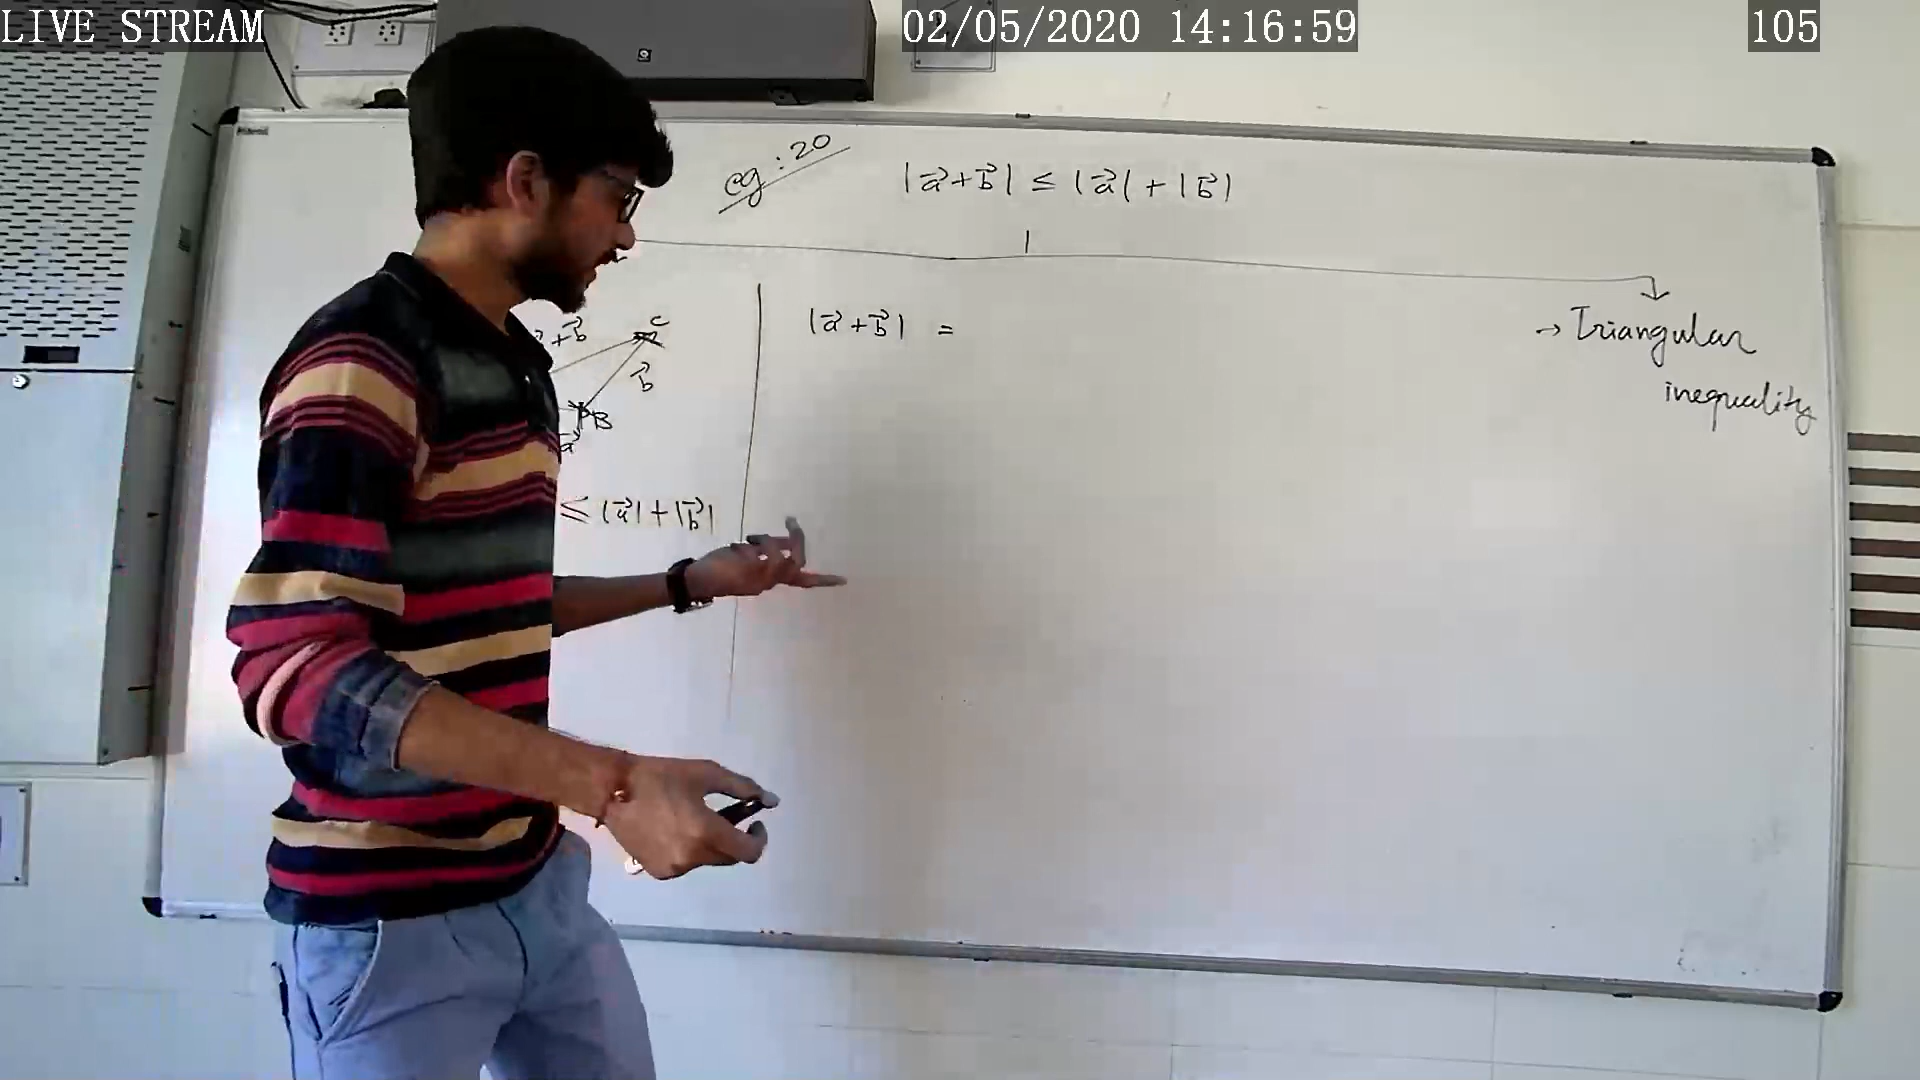 LIVE STREAM 02/05/2020 14:16:59 105
eg : 20
|a⃗ + b⃗| ≤ |a⃗| + |b⃗|
+ b⃗ C
b⃗
B
a⃗
≤ |a⃗| + |b⃗|
|a⃗ + b⃗| =
→ Triangular
inequality